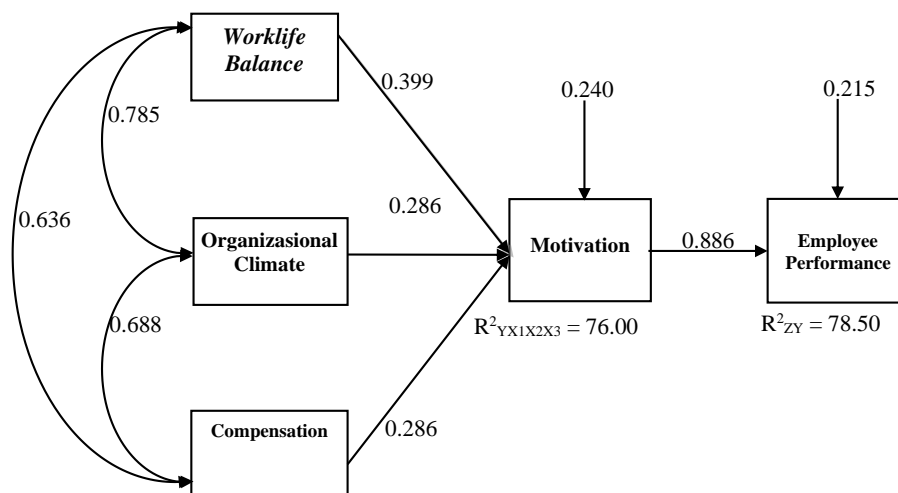 Worklife
Balance
0.399
0.240
0.215
0.785
0.636
0.286
Organizasional
Climate
Motivation
0.886
Employee
Performance
R²YX1X2X3 = 76.00
R²ZY = 78.50
0.688
Compensation
0.286